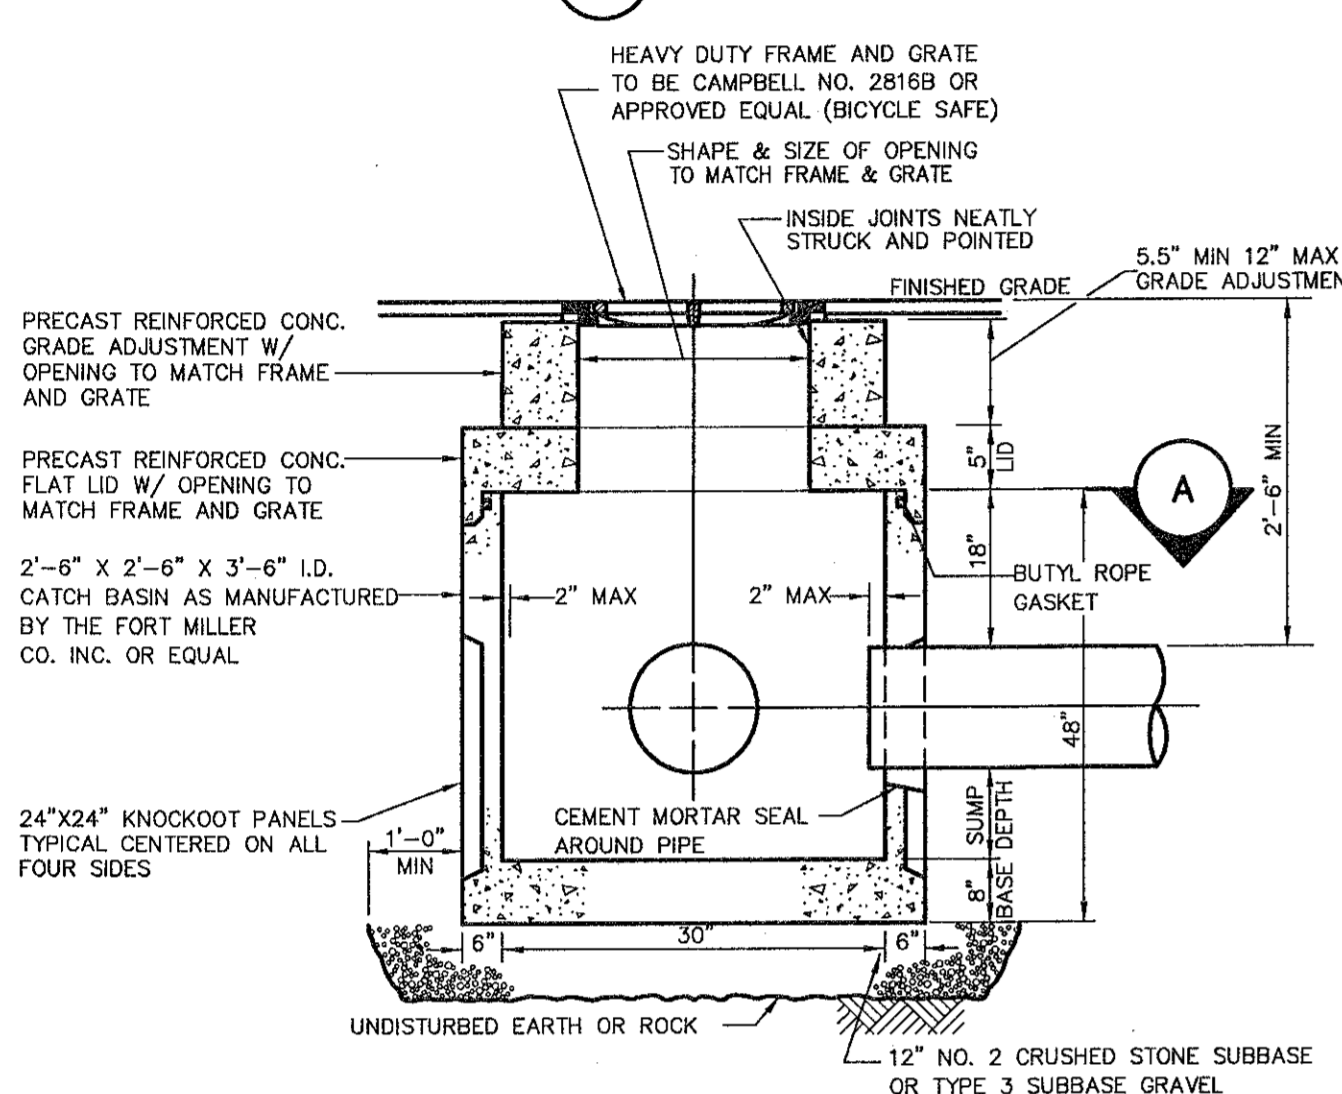 HEAVY DUTY FRAME AND GRATE
TO BE CAMPBELL NO. 2816B OR
APPROVED EQUAL (BICYCLE SAFE)
SHAPE & SIZE OF OPENING
TO MATCH FRAME & GRATE
INSIDE JOINTS NEATLY
STRUCK AND POINTED
FINISHED GRADE
5.5" MIN 12" MAX
GRADE ADJUSTMEN
PRECAST REINFORCED CONC.
GRADE ADJUSTMENT W/
OPENING TO MATCH FRAME
AND GRATE
PRECAST REINFORCED CONC.
FLAT LID W/ OPENING TO
MATCH FRAME AND GRATE
5"
LID
A
2'-6" MIN
18"
2'-6" X 2'-6" X 3'-6" I.D.
CATCH BASIN AS MANUFACTURED
BY THE FORT MILLER
CO. INC. OR EQUAL
2" MAX
2" MAX
BUTYL ROPE
GASKET
48"
24"X24" KNOCKOOT PANELS
TYPICAL CENTERED ON ALL
FOUR SIDES
1'-0"
MIN
CEMENT MORTAR SEAL
AROUND PIPE
SUMP
DEPTH
8"
BASE
6"
30"
6"
UNDISTURBED EARTH OR ROCK
12" NO. 2 CRUSHED STONE SUBBASE
OR TYPE 3 SUBBASE GRAVEL